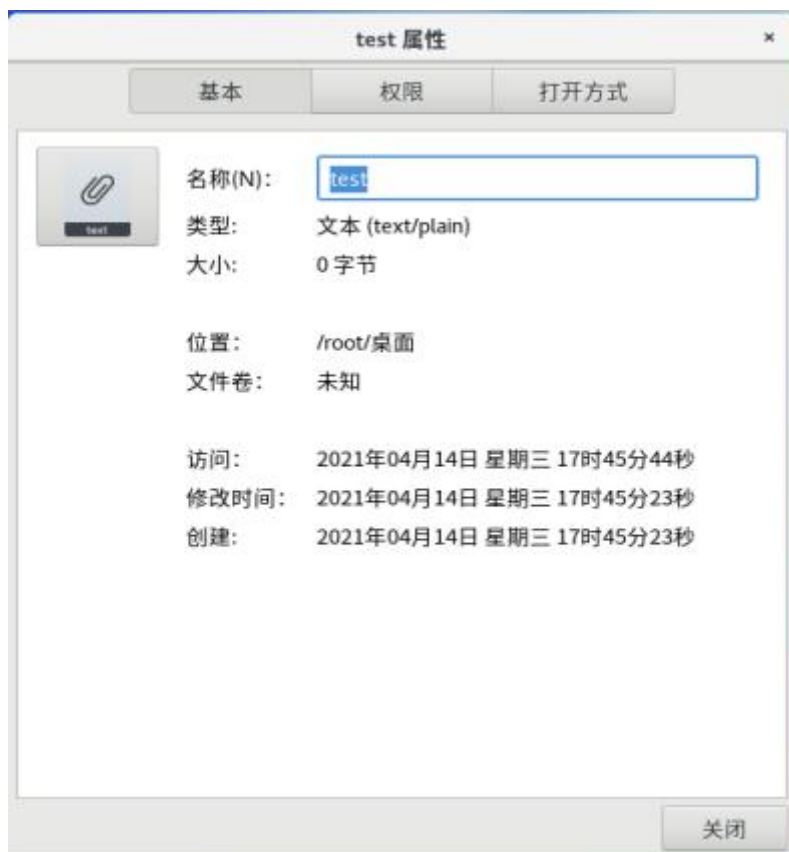 test 属性 ×
基本 权限 打开方式
text
名称(N)： test
类型： 文本 (text/plain)
大小： 0 字节
位置： /root/桌面
文件卷： 未知
访问： 2021年04月14日 星期三 17时45分44秒
修改时间： 2021年04月14日 星期三 17时45分23秒
创建： 2021年04月14日 星期三 17时45分23秒
关闭